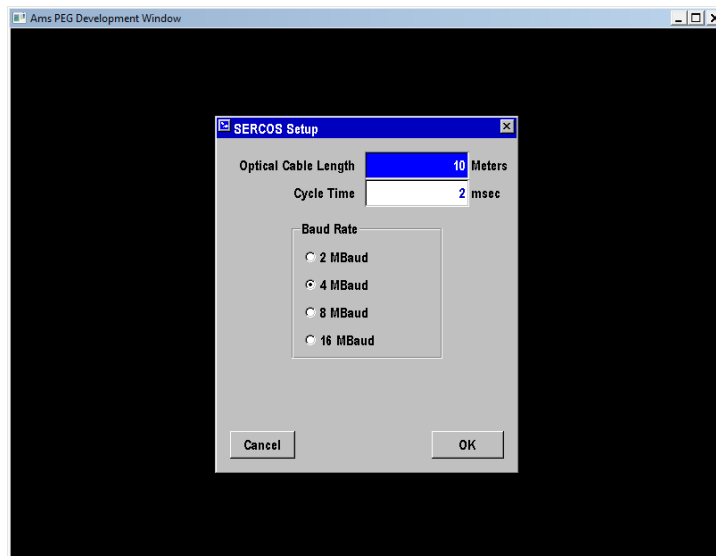 Ams PEG Development Window
SERCOS Setup
Optical Cable Length 10 Meters
Cycle Time 2 msec
Baud Rate
2 MBaud
4 MBaud
8 MBaud
16 MBaud
Cancel OK